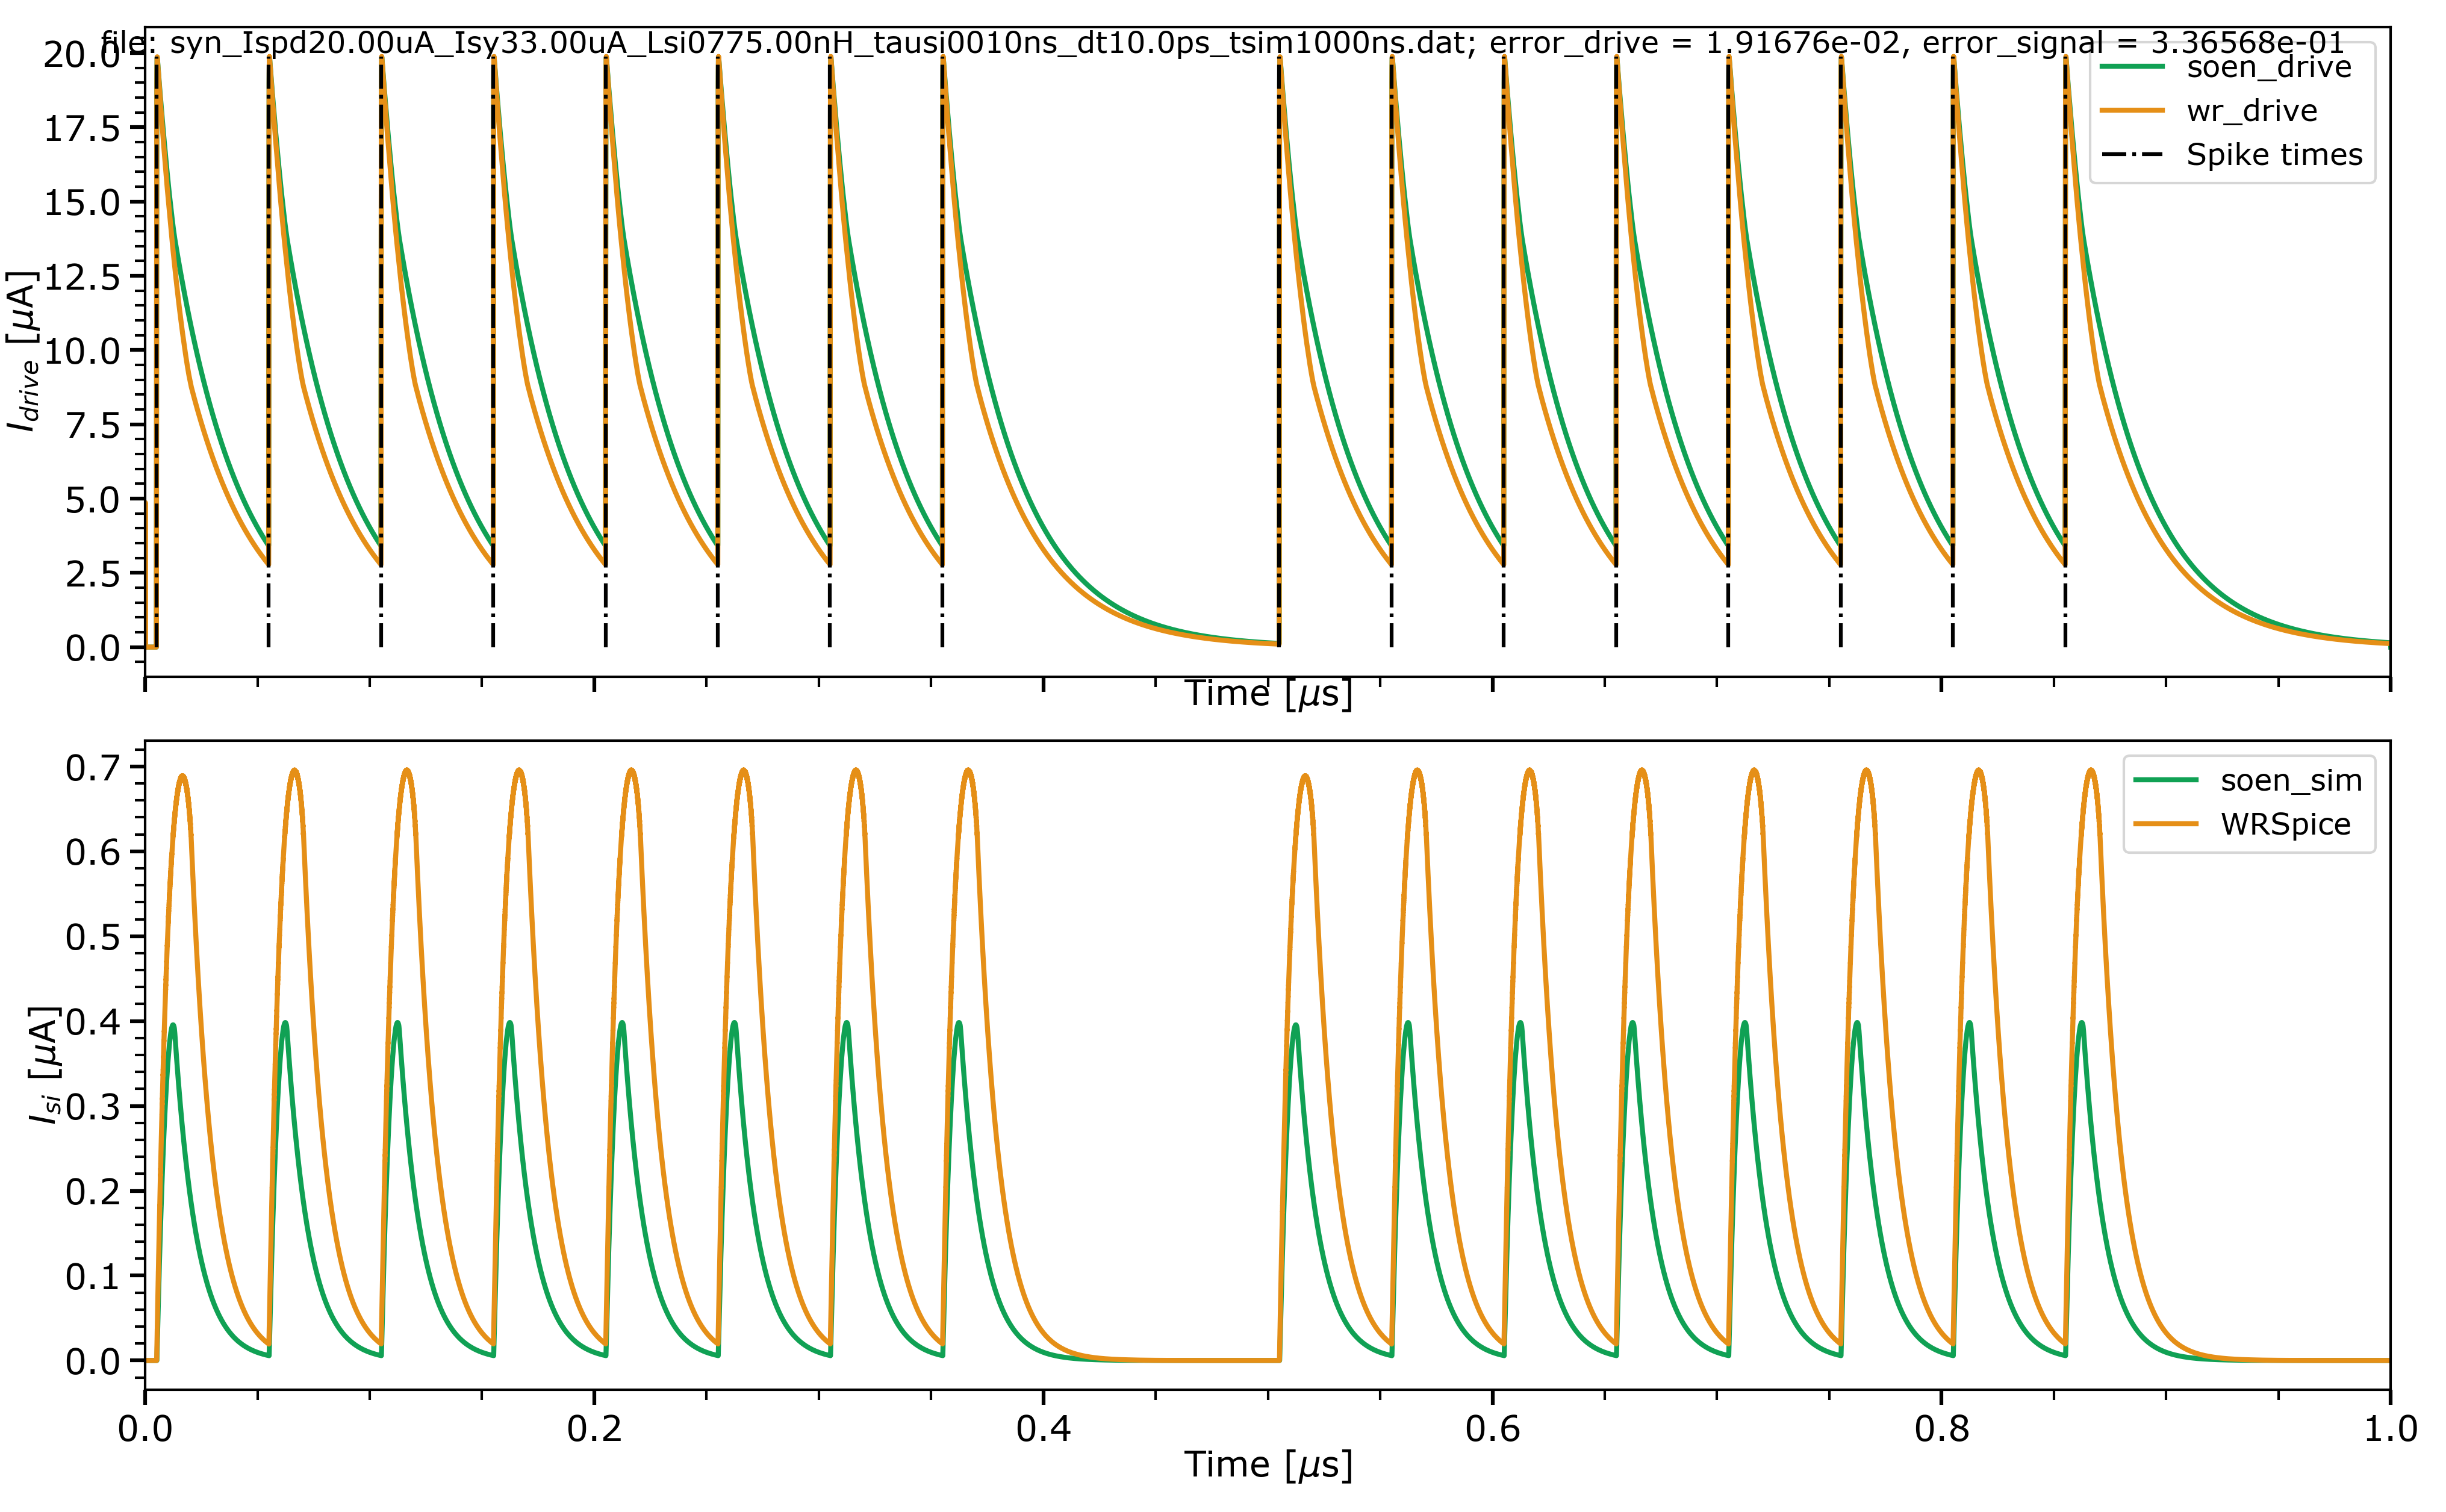 file: syn_Ispd20.00uA_Isy33.00uA_Lsi0775.00nH_tausi0010ns_dt10.0ps_tsim1000ns.dat; error_drive = 1.91676e-02, error_signal = 3.36568e-01
20.0
17.5
15.0
12.5
10.0
7.5
5.0
2.5
0.0
I_drive [μA]
soen_drive
wr_drive
Spike times
Time [μs]
0.7
0.6
0.5
0.4
0.3
0.2
0.1
0.0
I_si [μA]
soen_sim
WRSpice
0.0 0.2 0.4 0.6 0.8 1.0
Time [μs]